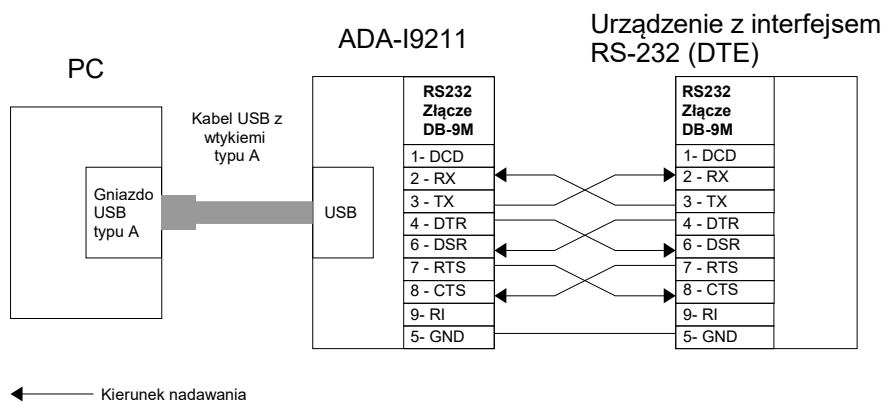 Urządzenie z interfejsem
RS-232 (DTE)
ADA-I9211
PC
Kabel USB z
wtykiemi
typu A
Gniazdo
USB
typu A
USB
RS232
Złącze
DB-9M
1- DCD
2 - RX
3 - TX
4 - DTR
6 - DSR
7 - RTS
8 - CTS
9- RI
5- GND
RS232
Złącze
DB-9M
1- DCD
2 - RX
3 - TX
4 - DTR
6 - DSR
7 - RTS
8 - CTS
9- RI
5- GND
Kierunek nadawania